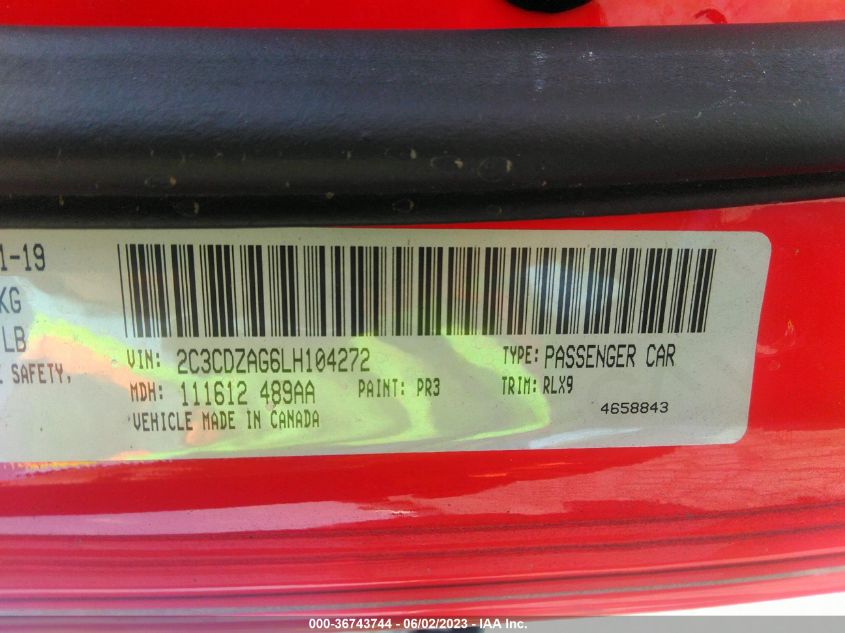 1-19
KG
LB
SAFETY,
VIN: 2C3CDZAG6LH104272 TYPE: PASSENGER CAR
MDH: 111612 489AA PAINT: PR3 TRIM: RLX9
VEHICLE MADE IN CANADA 4658843
000-36743744 - 06/02/2023 - © IAA Inc.